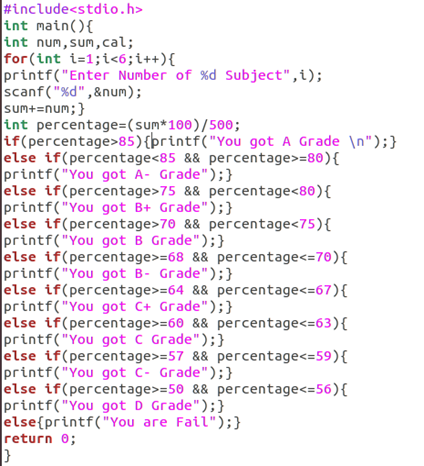 #include<stdio.h>
int main(){
int num,sum,cal;
for(int i=1;i<6;i++){
printf("Enter Number of %d Subject",i);
scanf("%d",&num);
sum+=num;}
int percentage=(sum*100)/500;
if(percentage>85){printf("You got A Grade \n");}
else if(percentage<85 && percentage>=80){
printf("You got A- Grade");}
else if(percentage>75 && percentage<80){
printf("You got B+ Grade");}
else if(percentage>70 && percentage<75){
printf("You got B Grade");}
else if(percentage>=68 && percentage<=70){
printf("You got B- Grade");}
else if(percentage>=64 && percentage<=67){
printf("You got C+ Grade");}
else if(percentage>=60 && percentage<=63){
printf("You got C Grade");}
else if(percentage>=57 && percentage<=59){
printf("You got C- Grade");}
else if(percentage>=50 && percentage<=56){
printf("You got D Grade");}
else{printf("You are Fail");}
return 0;
}